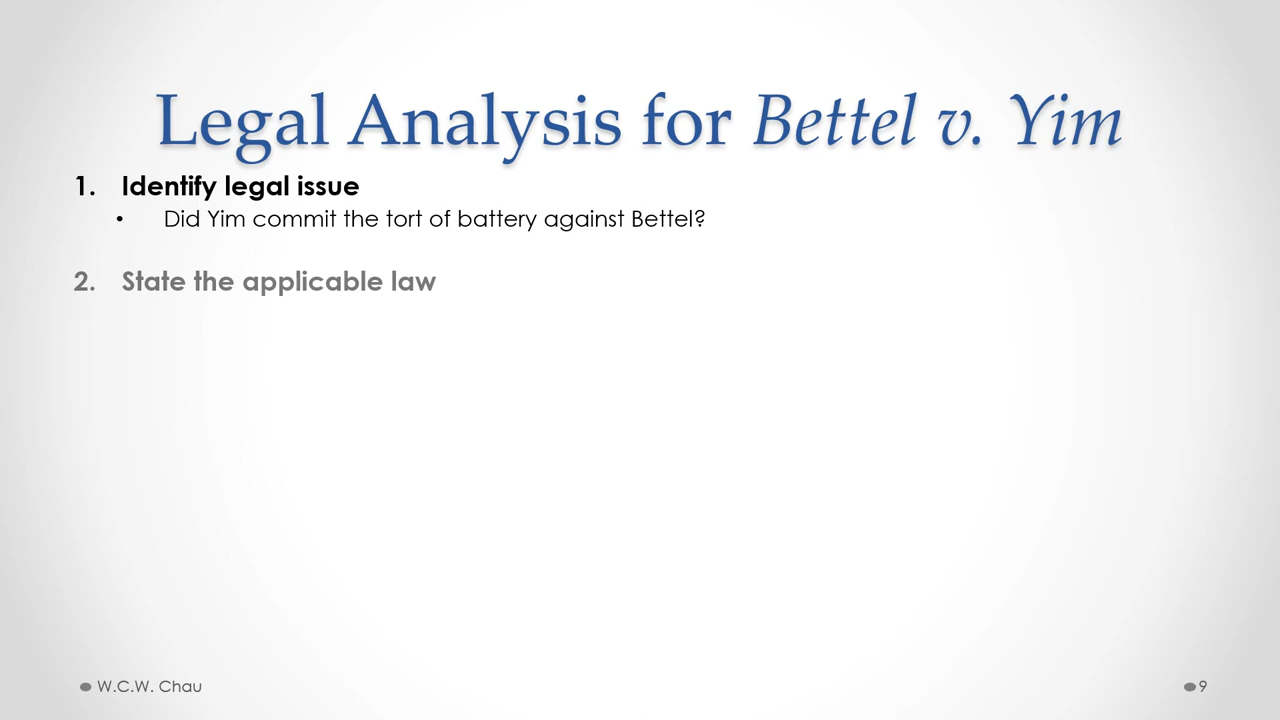 Legal Analysis for Bettel v. Yim
1. Identify legal issue
• Did Yim commit the tort of battery against Bettel?
2. State the applicable law
W.C.W. Chau
9